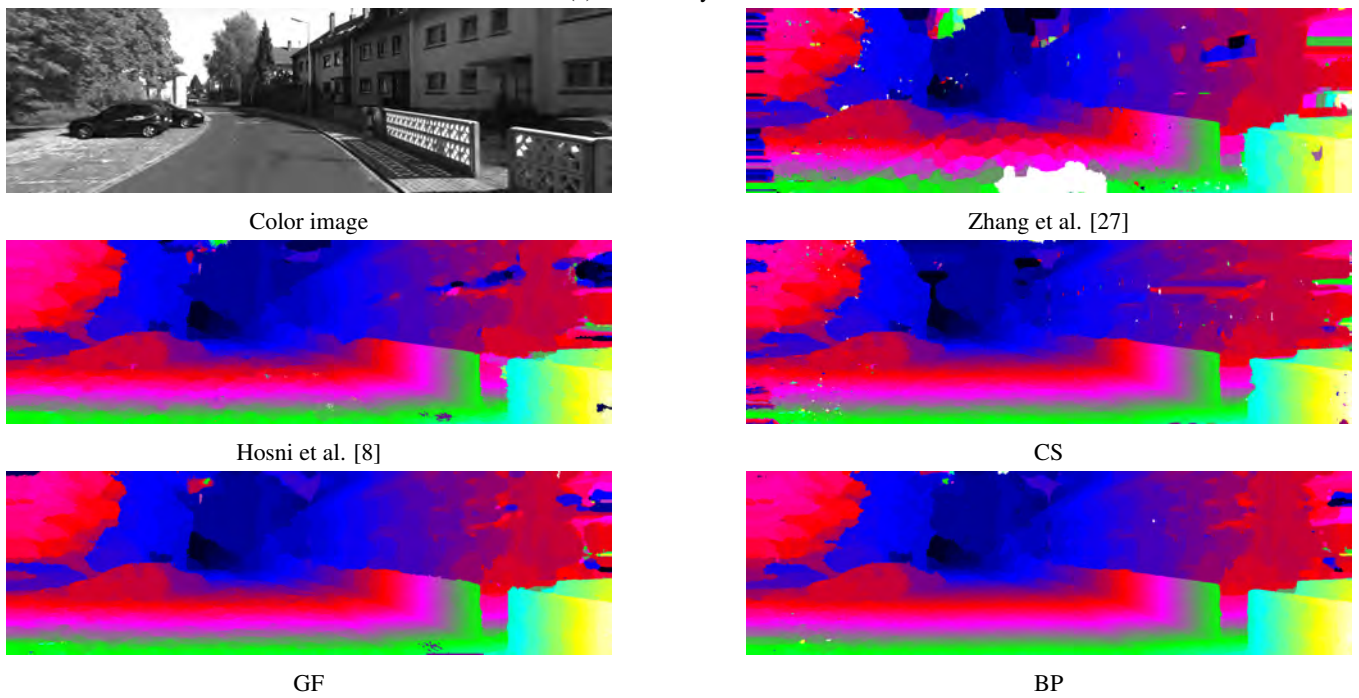 Color image
Zhang et al. [27]
Hosni et al. [8]
CS
GF
BP